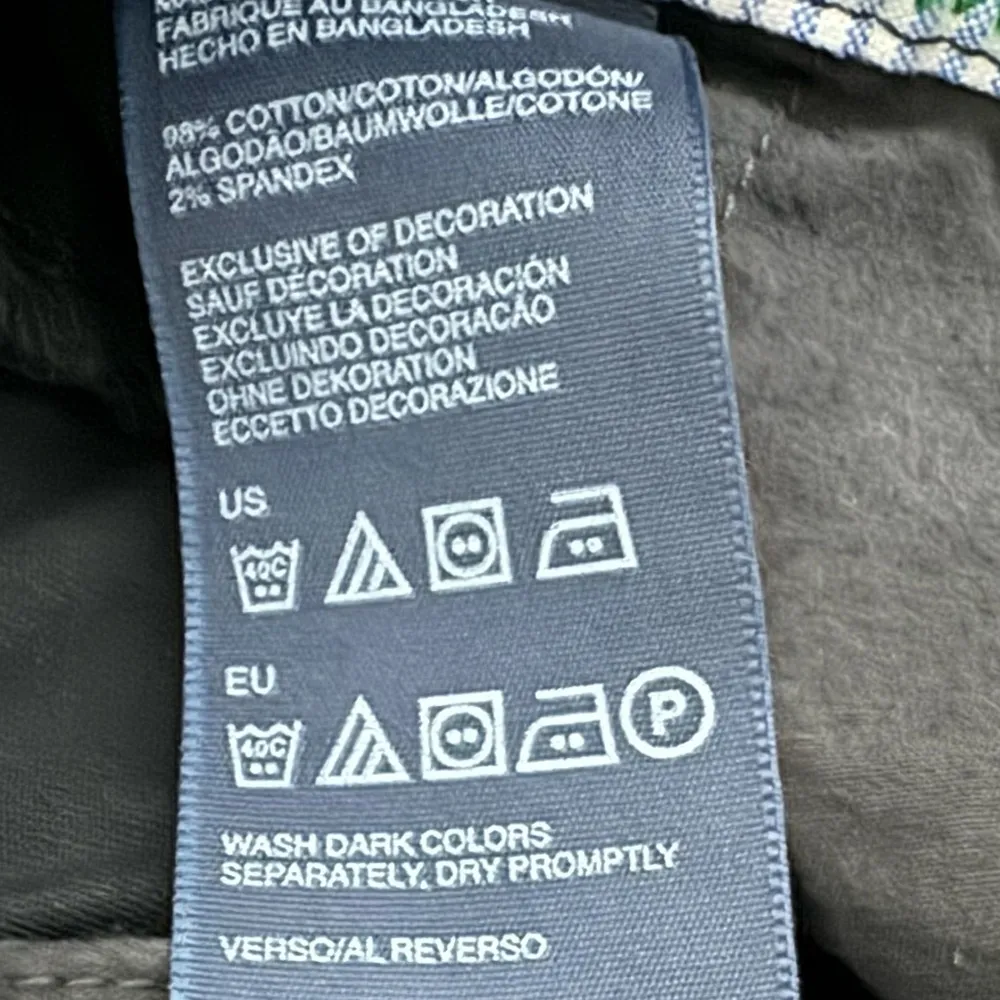 FABRIQUÉ AU BANGLADESH
HECHO EN BANGLADESH
98% COTTON/COTON/ALGODÓN/
ALGODÃO/BAUMWOLLE/COTONE
2% SPANDEX
EXCLUSIVE OF DECORATION
SAUF DÉCORATION
EXCLUYE LA DECORACIÓN
EXCLUINDO DECORAÇÃO
OHNE DEKORATION
ECCETTO DECORAZIONE
US
40C
EU
40C
P
WASH DARK COLORS
SEPARATELY, DRY PROMPTLY
VERSO/AL REVERSO